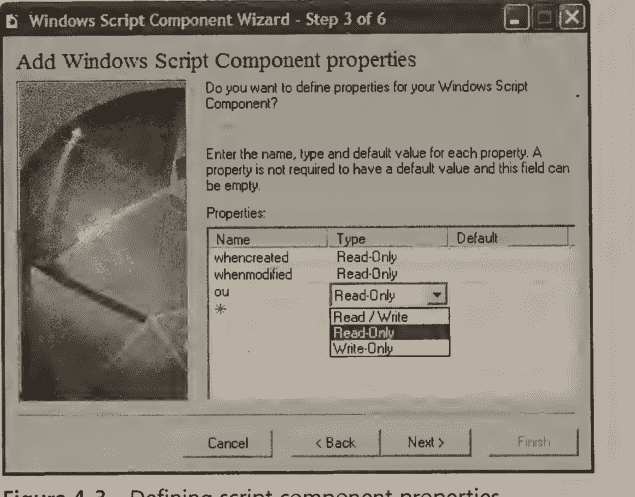 Windows Script Component Wizard - Step 3 of 6
Add Windows Script Component properties
Do you want to define properties for your Windows Script
Component?
Enter the name, type and default value for each property. A
property is not required to have a default value and this field can
be empty.
Properties:
Name Type Default
whencreated Read-Only
whenmodified Read-Only
ou Read-Only
*
Read / Write
Read-Only
Write-Only
Cancel < Back Next > Finish
Figure 4-3 Defining script component properties